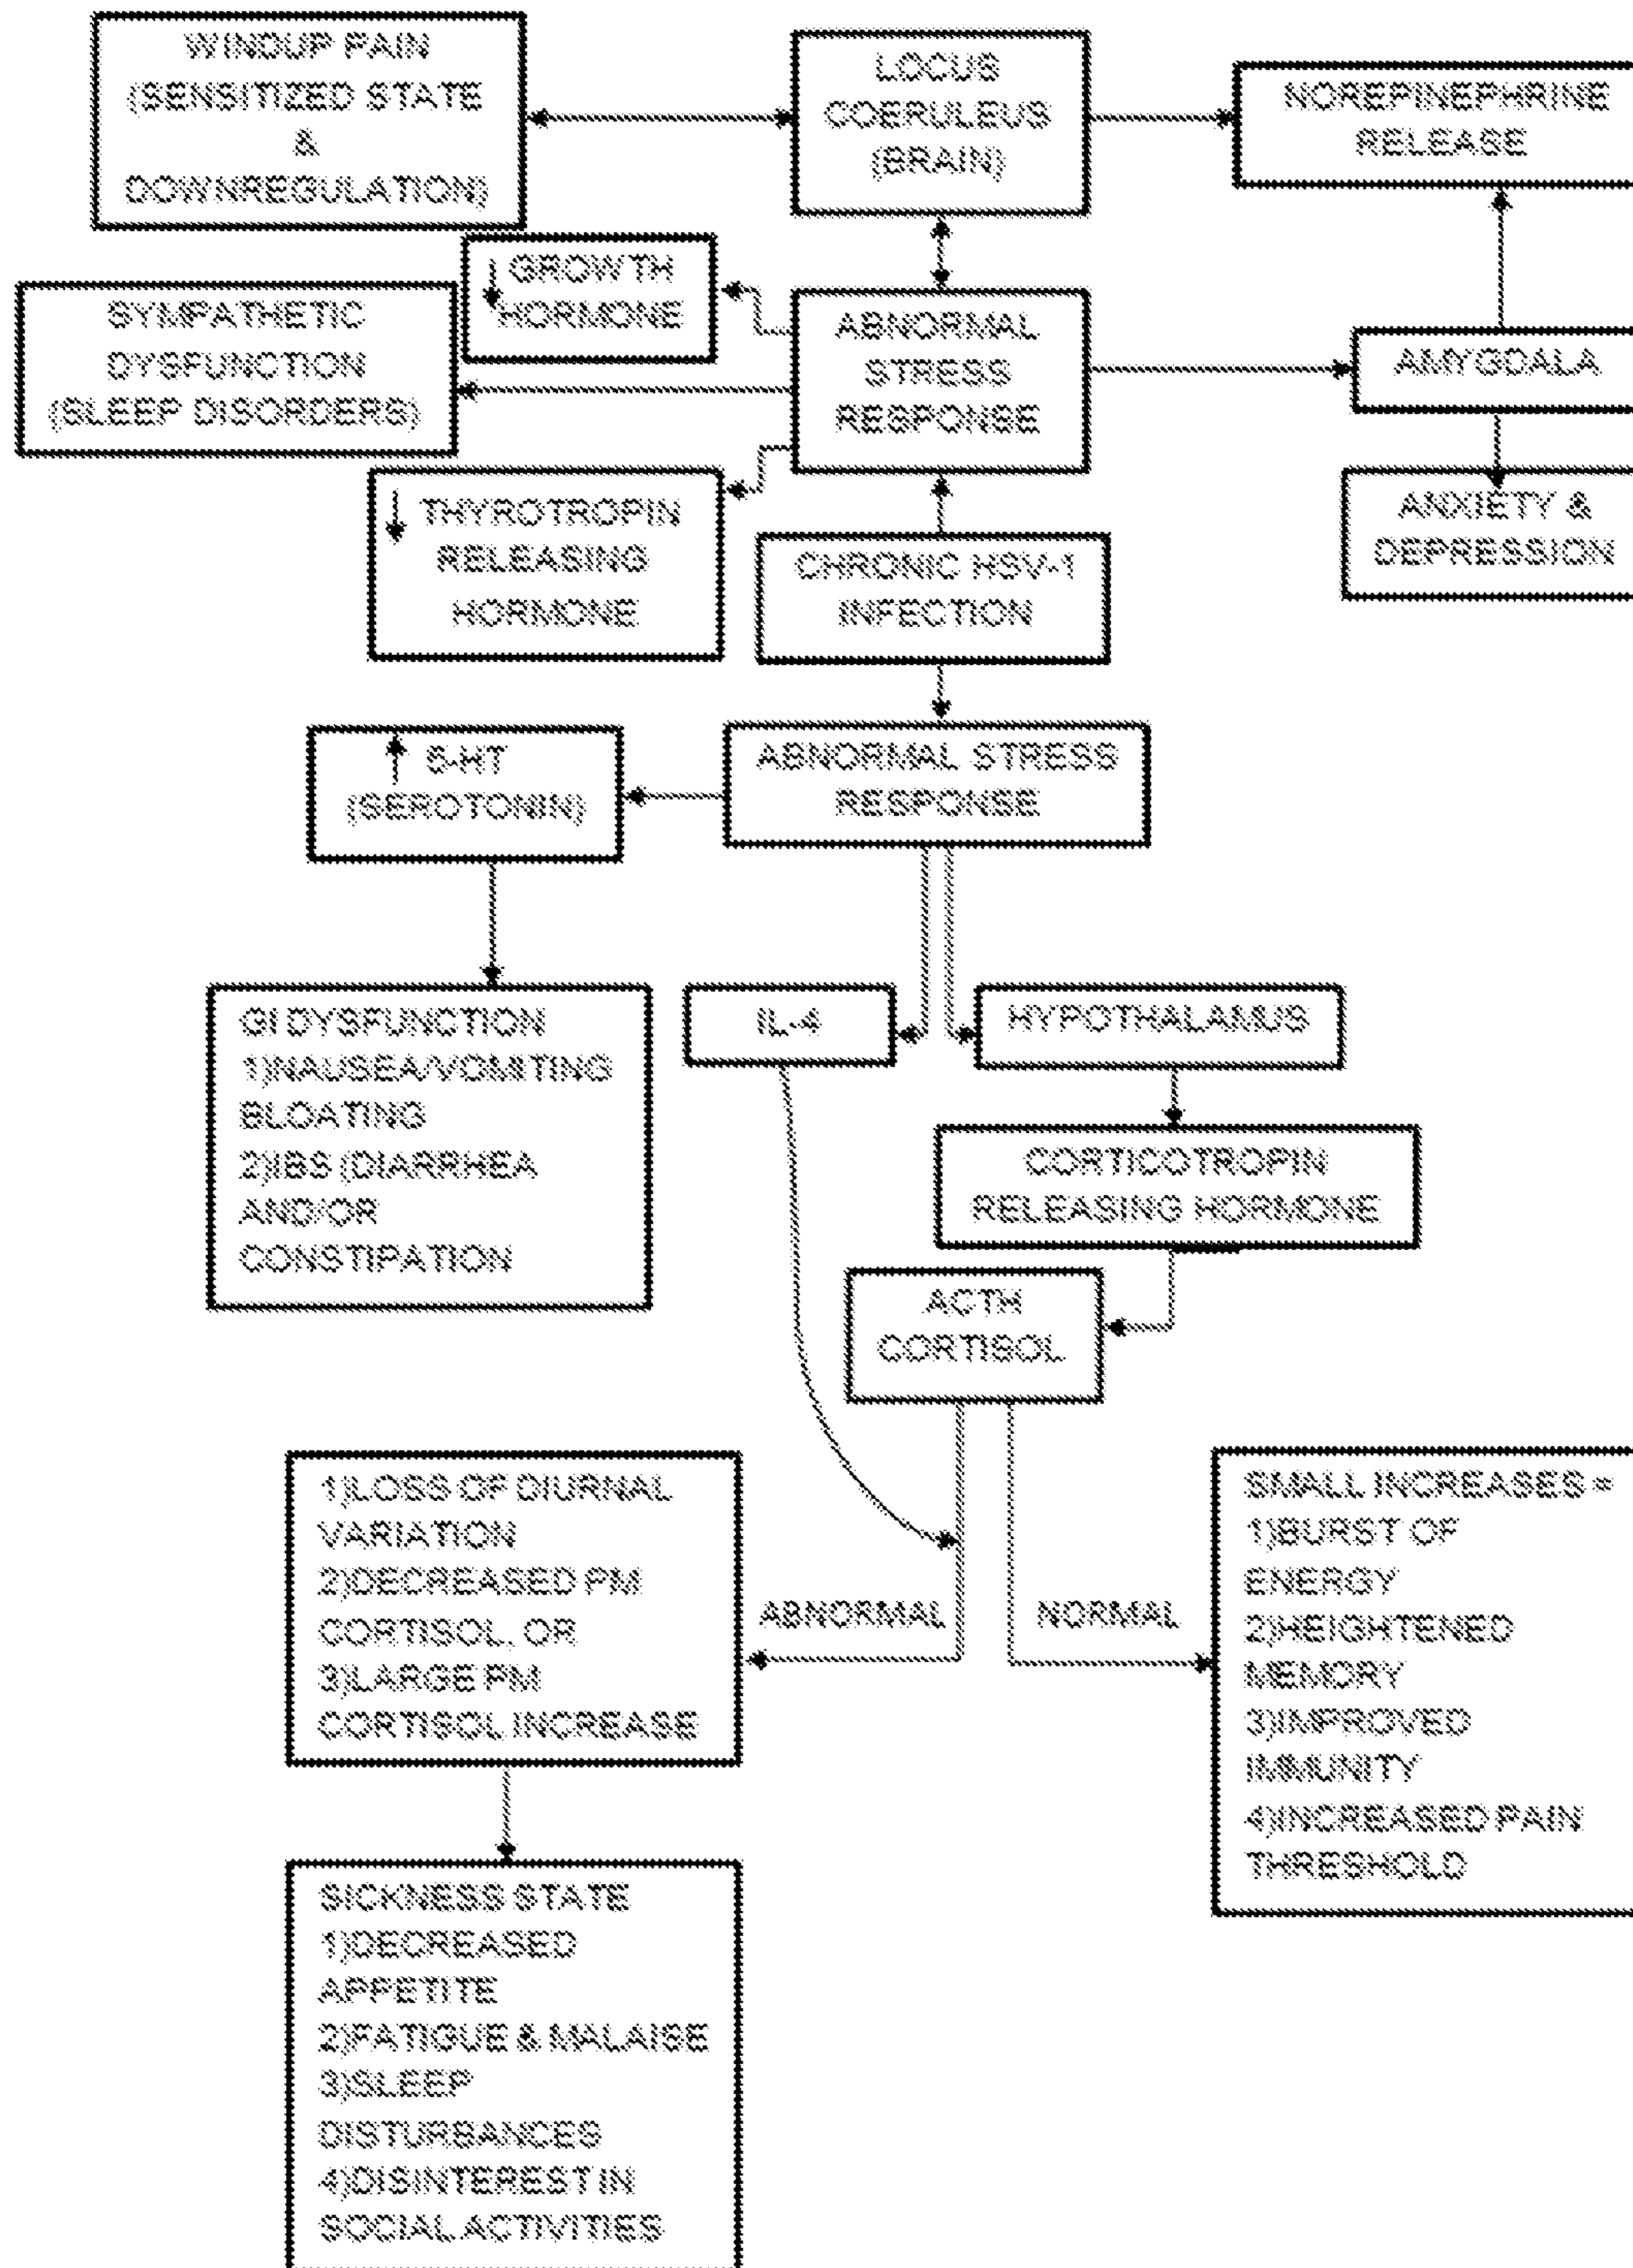 WINDUP PAIN
(SENSITIZED STATE
&
DOWNREGULATION)
LOCUS
COERULEUS
(BRAIN)
NOREPINEPHRINE
RELEASE
GROWTH
HORMONE
SYMPATHETIC
DYSFUNCTION
(SLEEP DISORDERS)
ABNORMAL
STRESS
RESPONSE
AMYGDALA
THYROTROPIN
RELEASING
HORMONE
CHRONIC HSV-1
INFECTION
ANXIETY &
DEPRESSION
5-HT
(SEROTONIN)
ABNORMAL STRESS
RESPONSE
GI DYSFUNCTION
1)NAUSEA/VOMITING
BLOATING
2)IBS (DIARRHEA
AND/OR
CONSTIPATION
IL-4
HYPOTHALAMUS
CORTICOTROPIN
RELEASING HORMONE
ACTH
CORTISOL
1)LOSS OF DIURNAL
VARIATION
2)DECREASED PM
CORTISOL, OR
3)LARGE PM
CORTISOL INCREASE
ABNORMAL
NORMAL
SMALL INCREASES =
1)BURST OF
ENERGY
2)HEIGHTENED
MEMORY
3)IMPROVED
IMMUNITY
4)INCREASED PAIN
THRESHOLD
SICKNESS STATE
1)DECREASED
APPETITE
2)FATIGUE & MALAISE
3)SLEEP
DISTURBANCES
4)DISINTEREST IN
SOCIAL ACTIVITIES